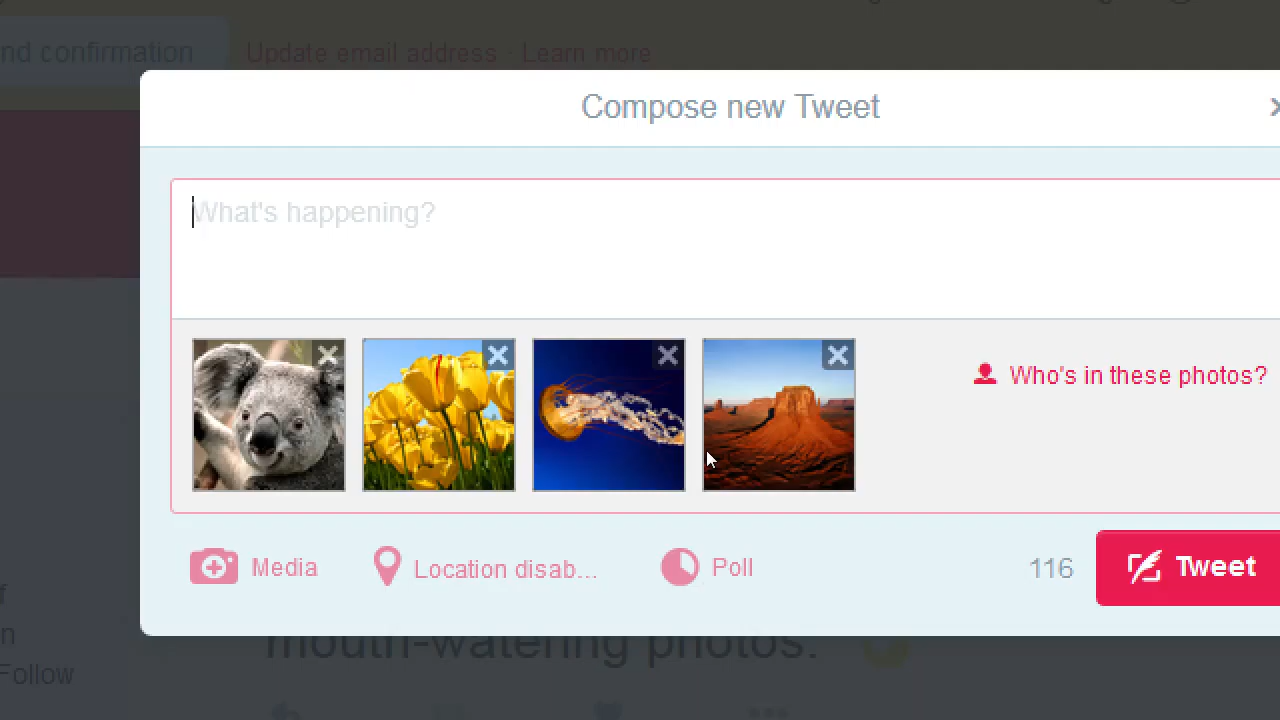 nd confirmation
Update email address · Learn more
Compose new Tweet
What's happening?
Who's in these photos?
Media
Location disab...
Poll
116
Tweet
f
n
Follow
mouth-watering photos.